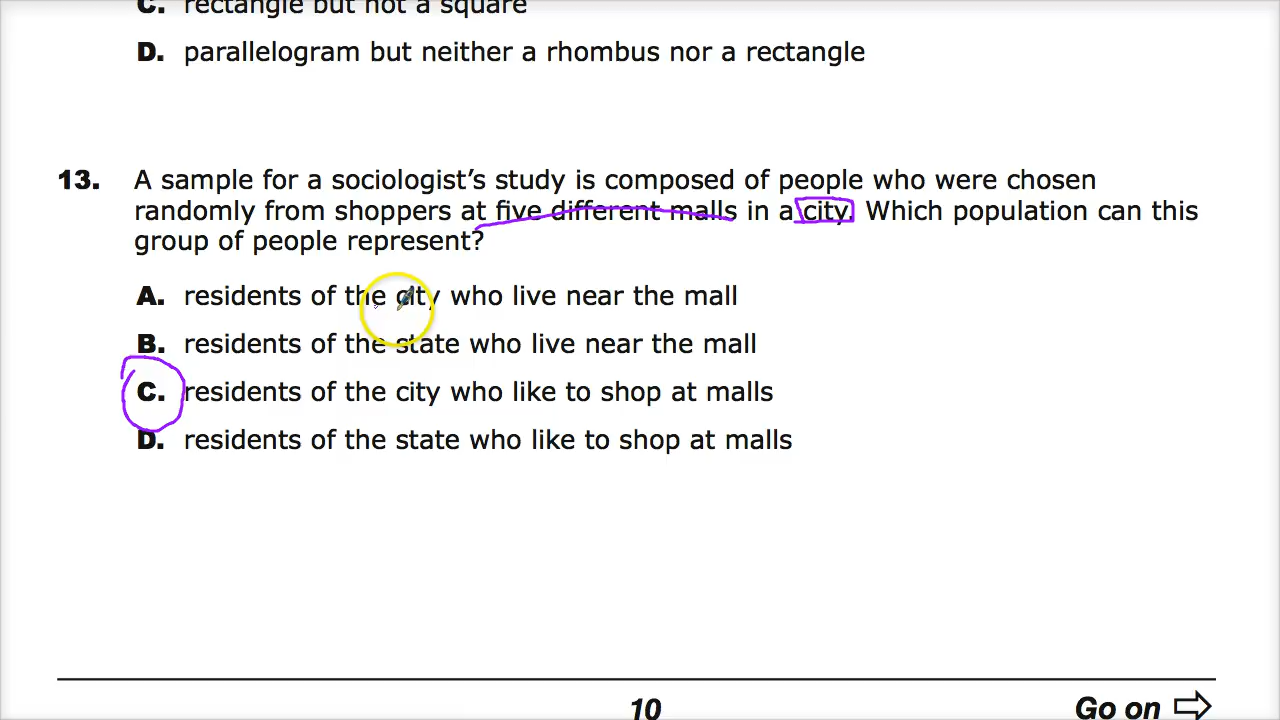 C. rectangle but not a square
D. parallelogram but neither a rhombus nor a rectangle
13. A sample for a sociologist's study is composed of people who were chosen
randomly from shoppers at five different malls in a city. Which population can this
group of people represent?
A. residents of the city who live near the mall
B. residents of the state who live near the mall
C. residents of the city who like to shop at malls
D. residents of the state who like to shop at malls
10 Go on